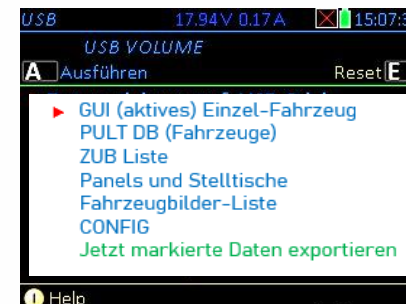 USB 17.94V 0.17A 15:07:3
USB VOLUME
A Ausführen Reset E
GUI (aktives) Einzel-Fahrzeug
PULT DB (Fahrzeuge)
ZUB Liste
Panels und Stelltische
Fahrzeugbilder-Liste
CONFIG
Jetzt markierte Daten exportieren
Help